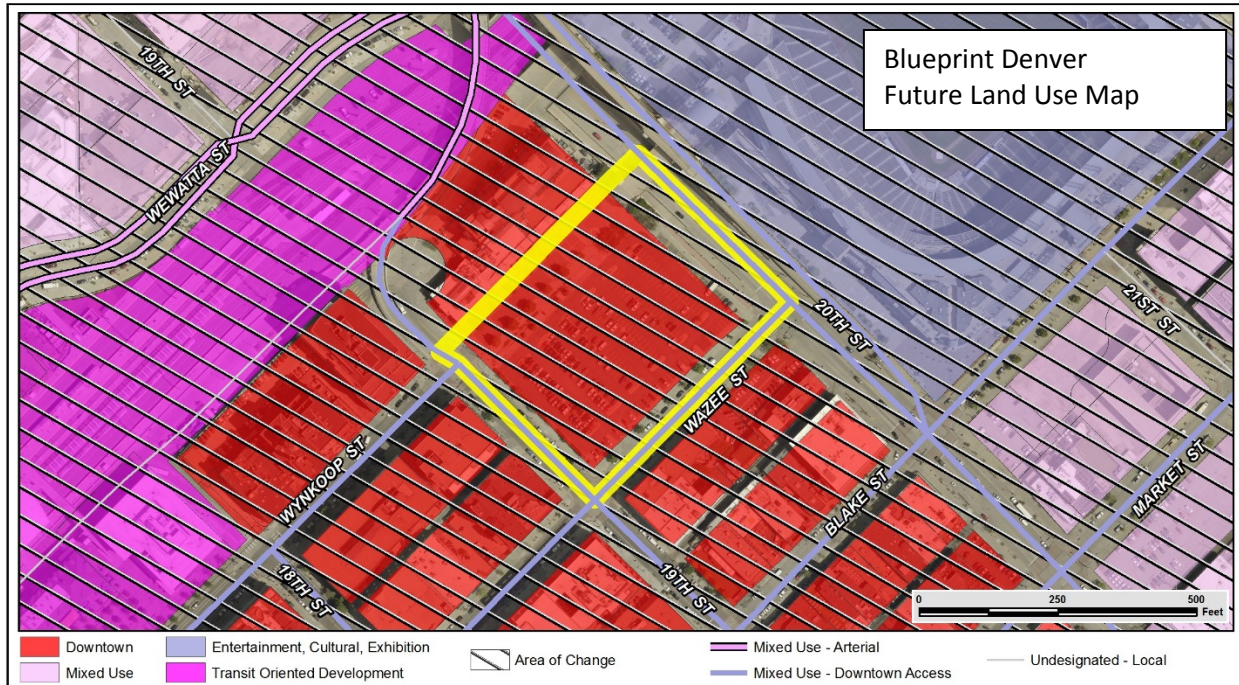 Blueprint Denver
Future Land Use Map
19TH ST
WEWATTA ST
20TH ST
21ST ST
WAZEE ST
WYNKOOP ST
BLAKE ST
MARKET ST
18TH ST
19TH ST
0 250 500
Feet
Downtown
Mixed Use
Entertainment, Cultural, Exhibition
Transit Oriented Development
Area of Change
Mixed Use - Arterial
Mixed Use - Downtown Access
Undesignated - Local